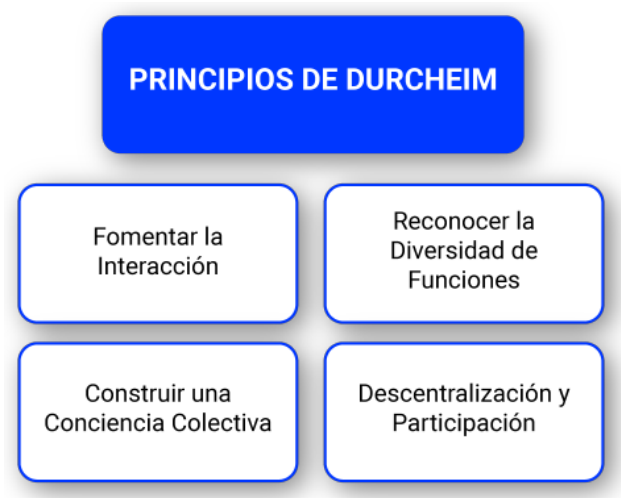 PRINCIPIOS DE DURCHEIM
Fomentar la
Interacción
Reconocer la
Diversidad de
Funciones
Construir una
Conciencia Colectiva
Descentralización y
Participación